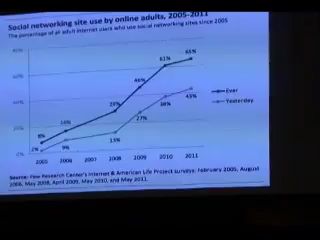 Social networking site use by online adults, 2005-2011
The percentage of all adult internet users who use social networking sites since 2005
80%
60%
40%
20%
0%
61%
65%
46%
29%
16%
8%
2%
9%
13%
27%
38%
43%
Ever
Yesterday
2005 2006 2007 2008 2009 2010 2011
Source: Pew Research Center's Internet & American Life Project surveys: February 2005, August
2006, May 2008, April 2009, May 2010, and May 2011.